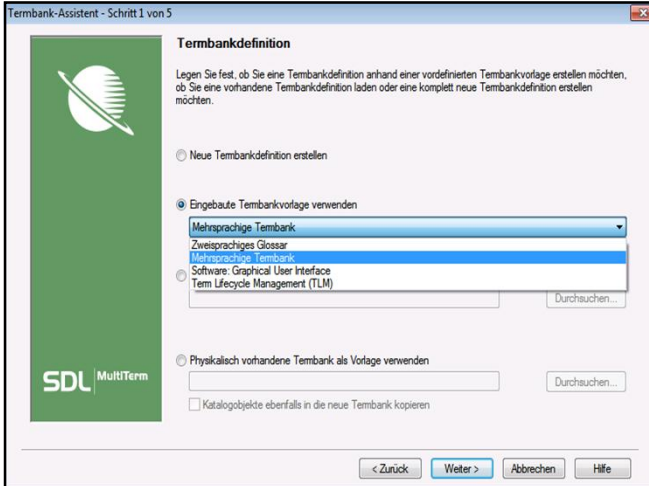 Termbank-Assistent - Schritt 1 von 5
Termbankdefinition
Legen Sie fest, ob Sie eine Termbankdefinition anhand einer vordefinierten Termbankvorlage erstellen möchten,
ob Sie eine vorhandene Termbankdefinition laden oder eine komplett neue Termbankdefinition erstellen
möchten.
Neue Termbankdefinition erstellen
Eingebaute Termbankvorlage verwenden
Mehrsprachige Termbank
Zweisprachiges Glossar
Mehrsprachige Termbank
Software: Graphical User Interface
Term Lifecycle Management (TLM)
Durchsuchen...
Physikalisch vorhandene Termbank als Vorlage verwenden
Durchsuchen...
Katalogobjekte ebenfalls in die neue Termbank kopieren
SDL MultiTerm
< Zurück Weiter > Abbrechen Hilfe